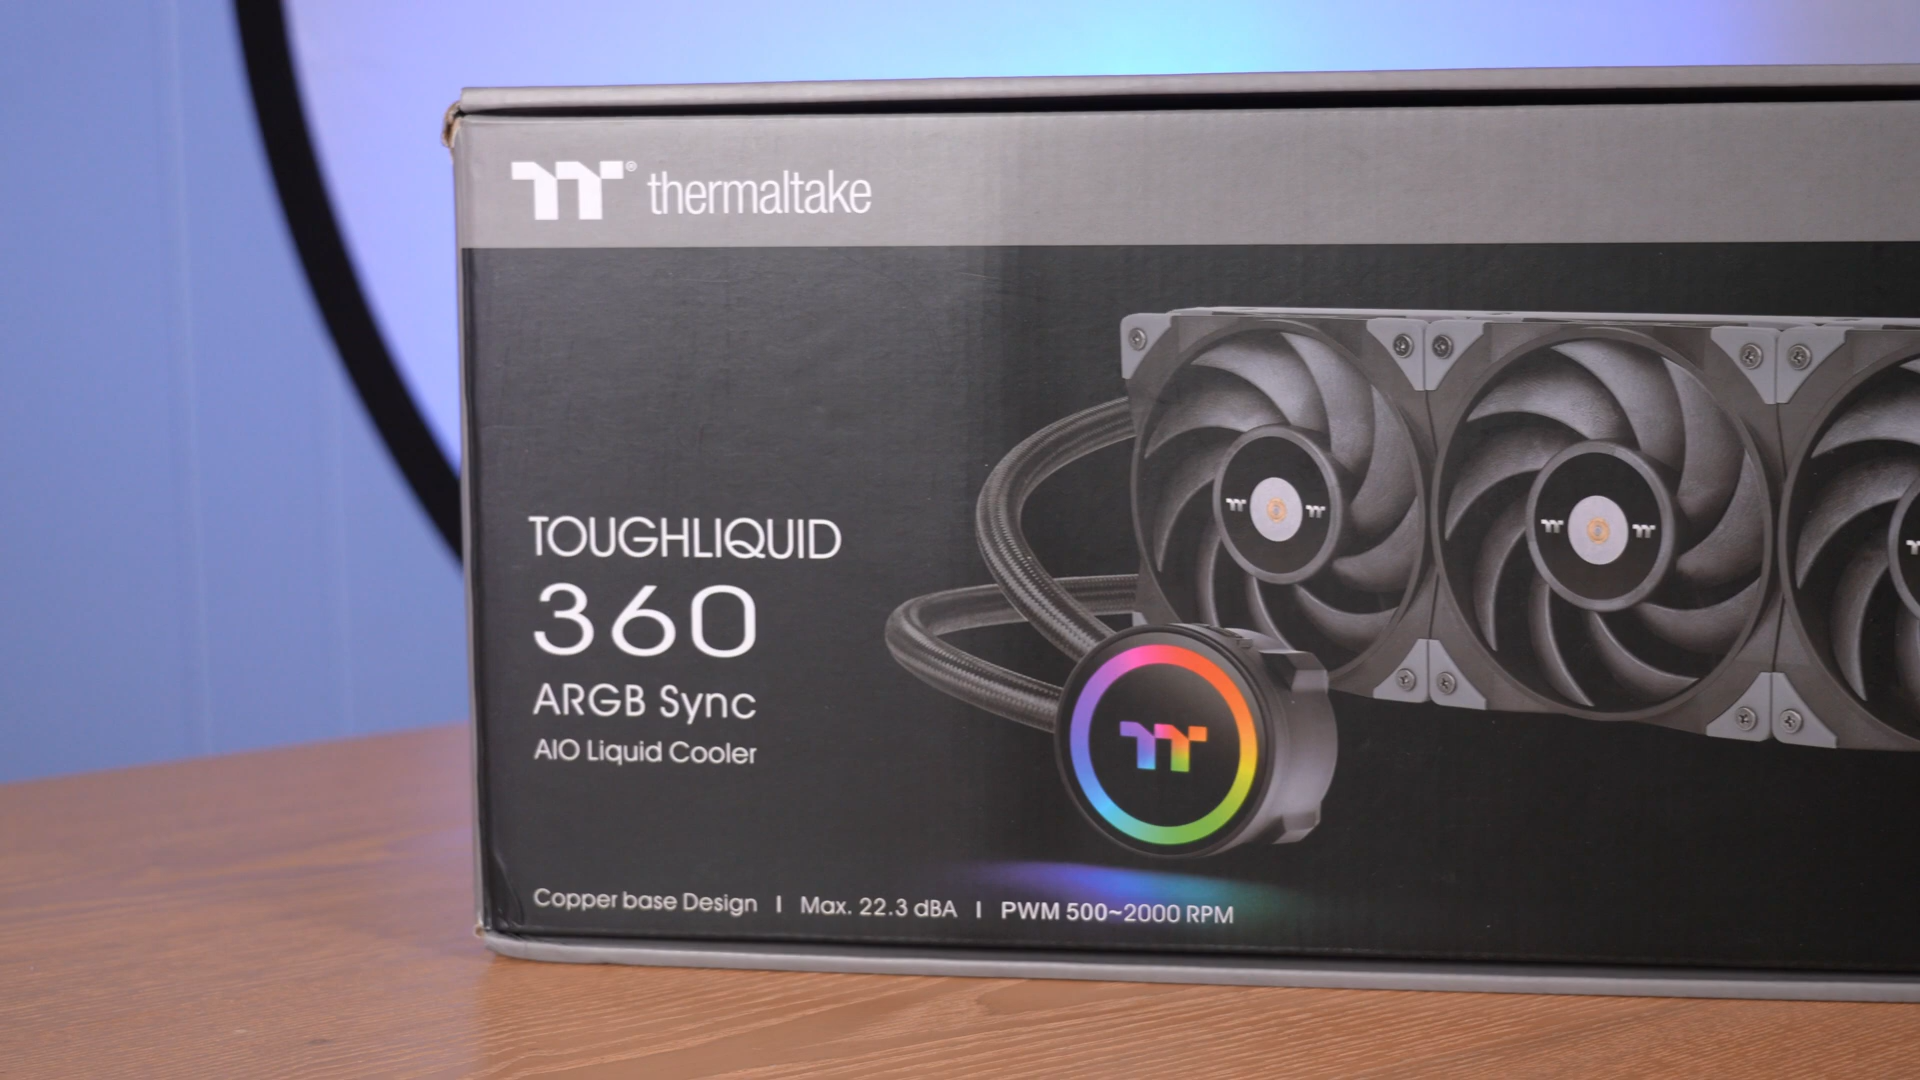 TT® thermaltake
TOUGHLIQUID
360
ARGB Sync
AIO Liquid Cooler
Copper base Design | Max. 22.3 dBA | PWM 500~2000 RPM